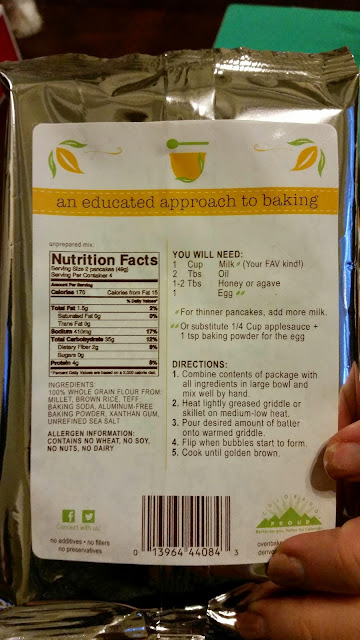 an educated approach to baking
unprepared mix:
Nutrition Facts
Serving Size 2 pancakes (49g)
Serving Per Container 4
Amount Per Serving
Calories 170 Calories from Fat 15
% Daily Values*
Total Fat 1.5g 2%
Saturated Fat 0g 0%
Trans Fat 0g
Sodium 410mg 17%
Total Carbohydrate 35g 12%
Dietary Fiber 2g 8%
Sugars 0g
Protein 4g 8%
*Percent Daily Values are based on a 2,000 calorie diet.
INGREDIENTS:
100% WHOLE GRAIN FLOUR FROM:
MILLET, BROWN RICE, TEFF.
BAKING SODA, ALUMINUM-FREE
BAKING POWDER, XANTHAN GUM,
UNREFINED SEA SALT
ALLERGEN INFORMATION:
CONTAINS NO WHEAT, NO SOY,
NO NUTS, NO DAIRY
Connect with us!
no additives • no fillers
no preservatives
YOU WILL NEED:
1 Cup Milk (Your FAV kind!)
2 Tbs Oil
1-2 Tbs Honey or agave
1 Egg
For thinner pancakes, add more milk.
Or substitute 1/4 Cup applesauce +
1 tsp baking powder for the egg
DIRECTIONS:
1. Combine contents of package with
all ingredients in large bowl and
mix well by hand.
2. Heat lightly greased griddle or
skillet on medium-low heat.
3. Pour desired amount of batter
onto warmed griddle.
4. Flip when bubbles start to form.
5. Cook until golden brown.
0 13964 44084 3
COLORADO
PROUD